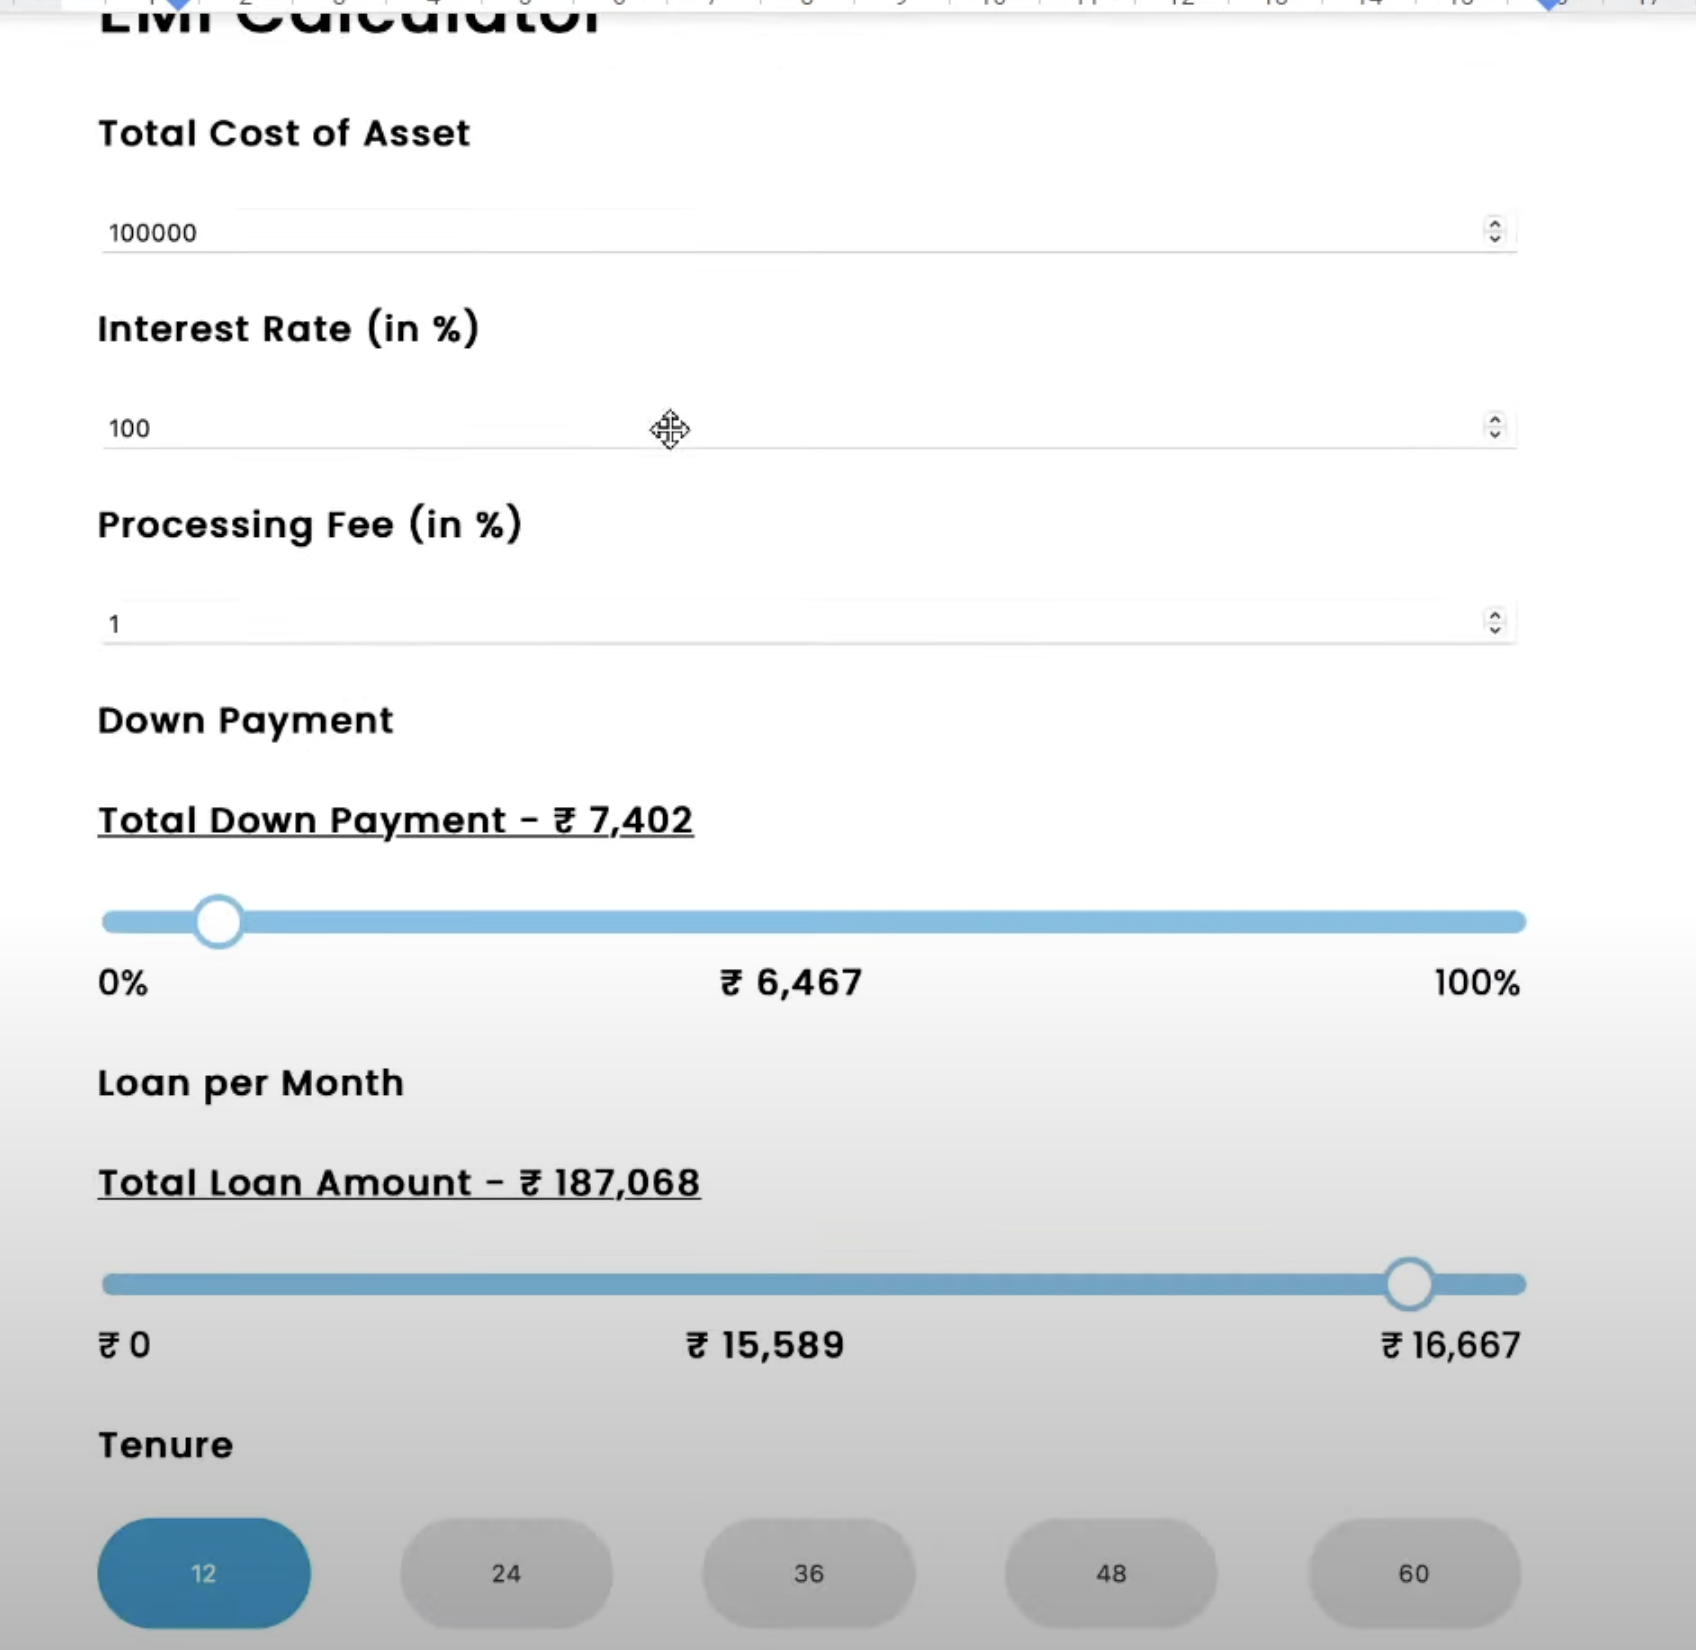 EMI Calculator
Total Cost of Asset
100000
Interest Rate (in %)
100
Processing Fee (in %)
1
Down Payment
Total Down Payment - ₹ 7,402
0% ₹ 6,467 100%
Loan per Month
Total Loan Amount - ₹ 187,068
₹ 0 ₹ 15,589 ₹ 16,667
Tenure
12 24 36 48 60